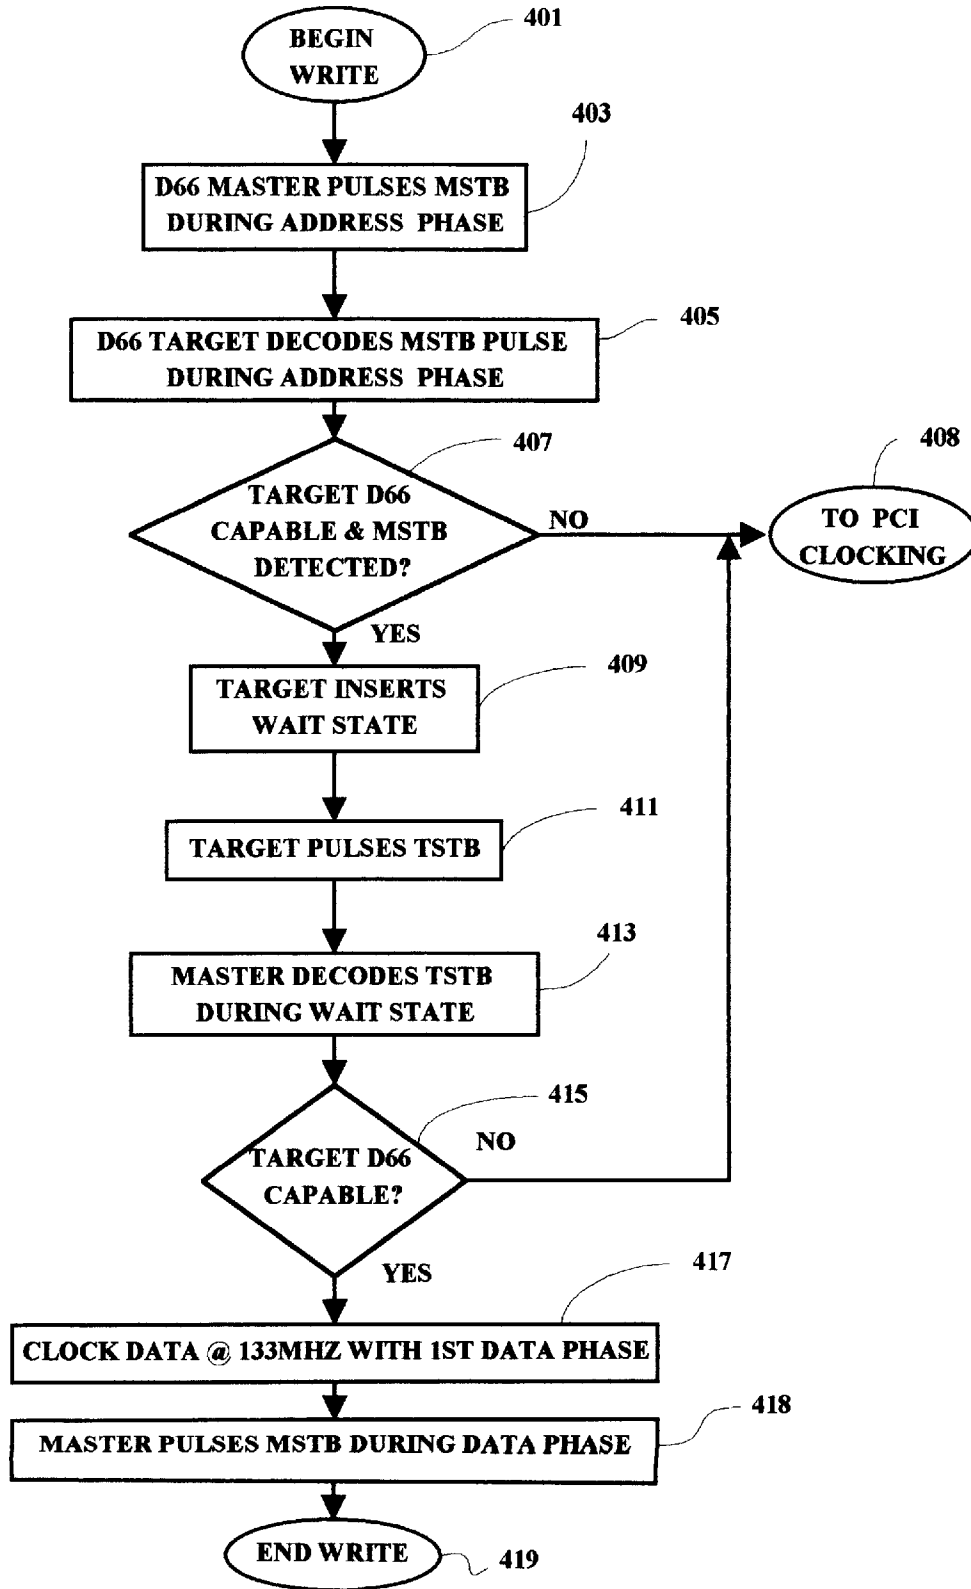 BEGIN
WRITE
401
403
D66 MASTER PULSES MSTB
DURING ADDRESS PHASE
405
D66 TARGET DECODES MSTB PULSE
DURING ADDRESS PHASE
407
408
TARGET D66
CAPABLE & MSTB
DETECTED?
NO
TO PCI
CLOCKING
YES
409
TARGET INSERTS
WAIT STATE
411
TARGET PULSES TSTB
413
MASTER DECODES TSTB
DURING WAIT STATE
415
NO
TARGET D66
CAPABLE?
YES
417
CLOCK DATA @ 133MHZ WITH 1ST DATA PHASE
418
MASTER PULSES MSTB DURING DATA PHASE
END WRITE
419